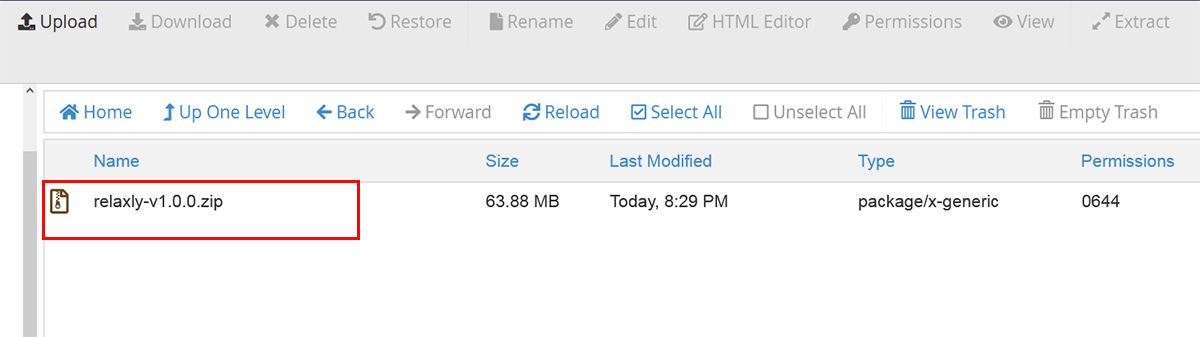 Upload Download Delete Restore Rename Edit HTML Editor Permissions View Extract
Home Up One Level Back Forward Reload Select All Unselect All View Trash Empty Trash
Name Size Last Modified Type Permissions
relaxly-v1.0.0.zip 63.88 MB Today, 8:29 PM package/x-generic 0644